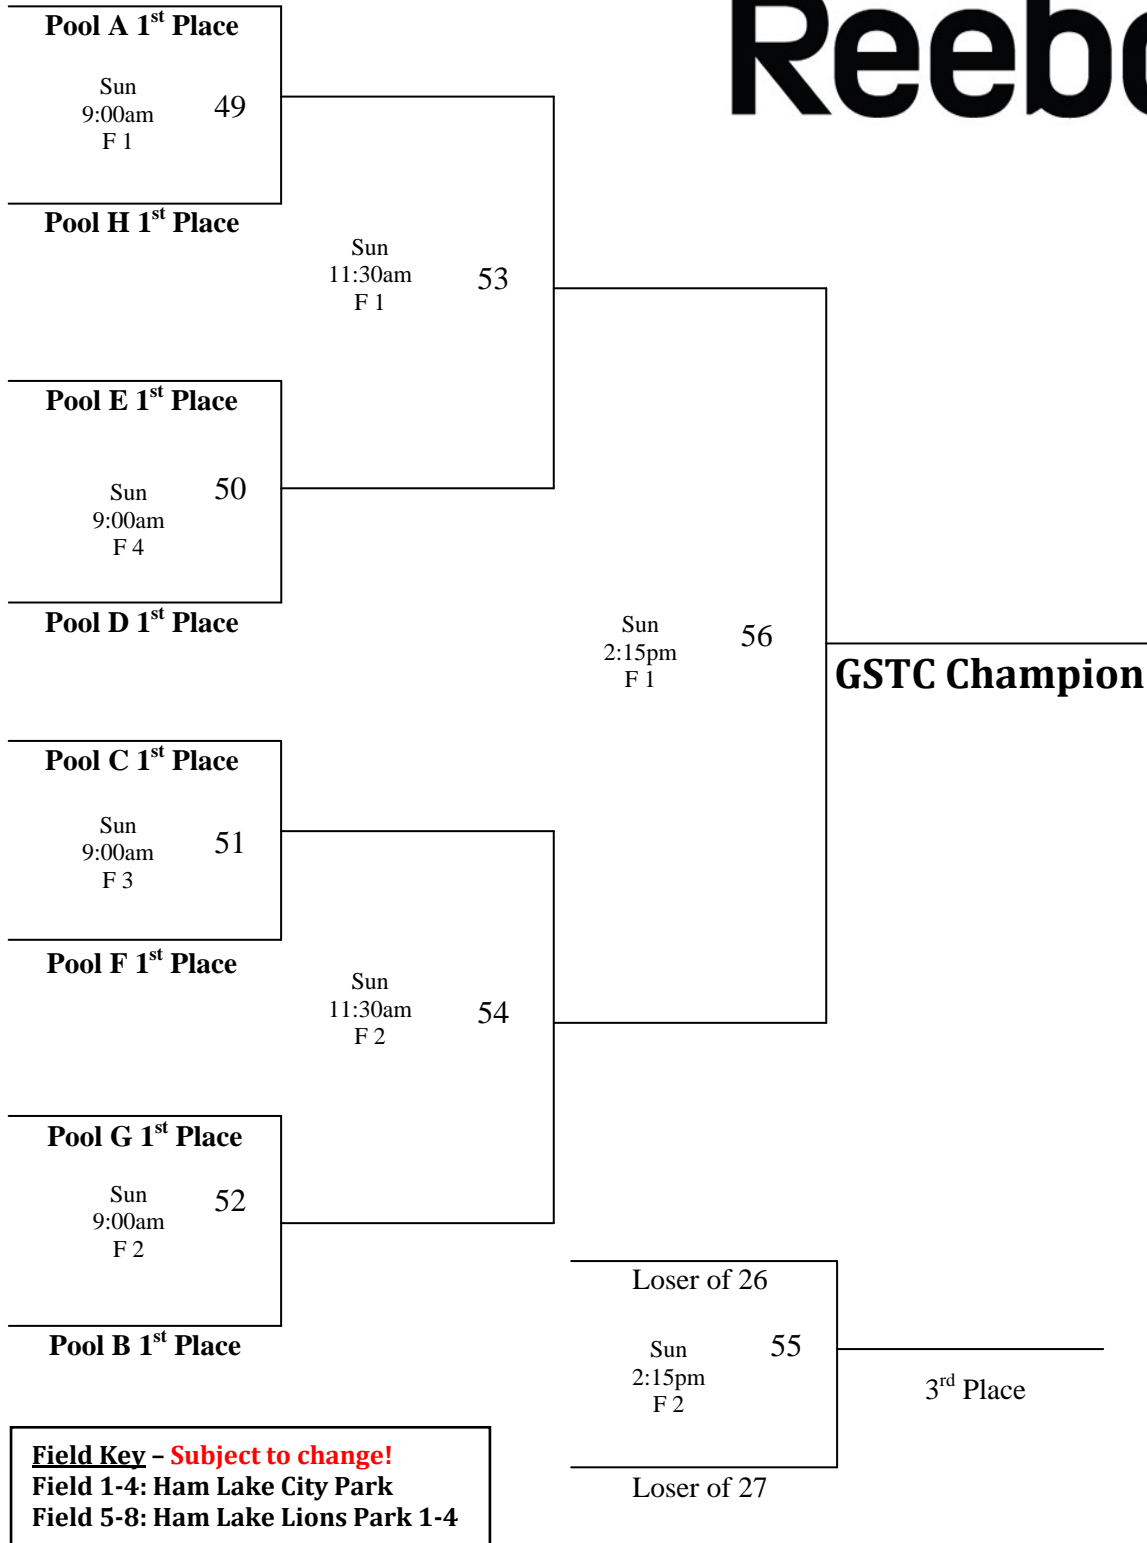 Reebo
Pool A 1st Place
Sun
9:00am
F 1
49
Pool H 1st Place
Sun
11:30am
F 1
53
Pool E 1st Place
Sun
9:00am
F 4
50
Pool D 1st Place
Sun
2:15pm
F 1
56
GSTC Champion
Pool C 1st Place
Sun
9:00am
F 3
51
Pool F 1st Place
Sun
11:30am
F 2
54
Pool G 1st Place
Sun
9:00am
F 2
52
Pool B 1st Place
Loser of 26
Sun
2:15pm
F 2
55
3rd Place
Loser of 27
Field Key – Subject to change!
Field 1-4: Ham Lake City Park
Field 5-8: Ham Lake Lions Park 1-4